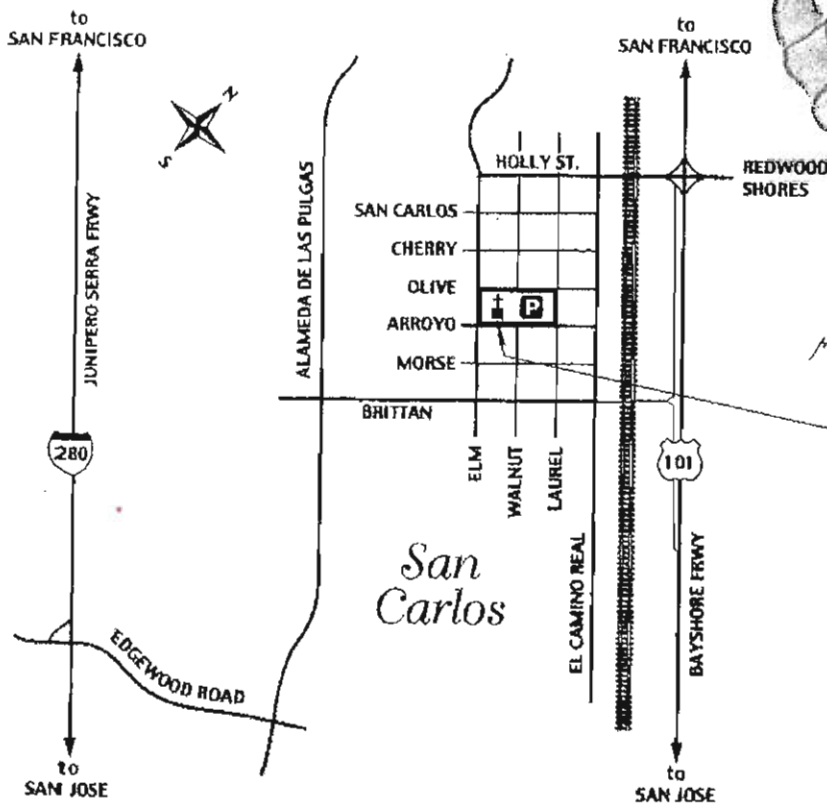 to
SAN FRANCISCO
to
SAN FRANCISCO
N
S
HOLLY ST.
REDWOOD
SHORES
SAN CARLOS
CHERRY
OLIVE
P
ARROYO
MORSE
BRITTAN
JUNIPERO SERRA FRWY
ALAMEDA DE LAS PULGAS
280
101
ELM
WALNUT
LAUREL
San
Carlos
EL CAMINO REAL
BAYSHORE FRWY
EDGEWOOD ROAD
to
SAN JOSE
to
SAN JOSE